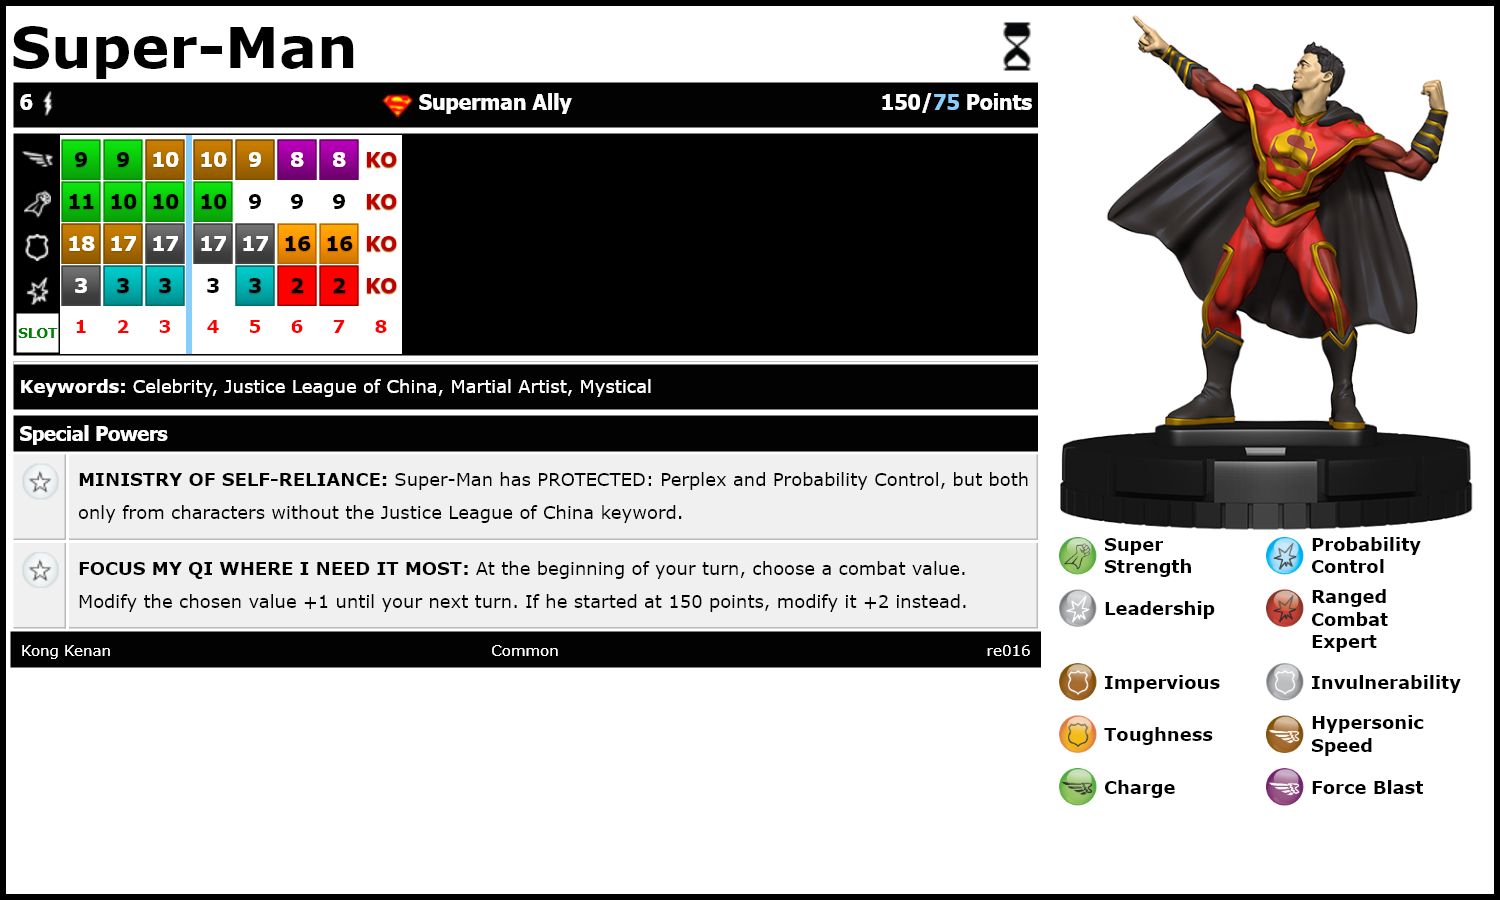 Super-Man
6 Superman Ally 150/75 Points
9 9 10 10 9 8 8 KO
11 10 10 10 9 9 9 KO
18 17 17 17 17 16 16 KO
3 3 3 3 3 2 2 KO
SLOT 1 2 3 4 5 6 7 8
Keywords: Celebrity, Justice League of China, Martial Artist, Mystical
Special Powers
MINISTRY OF SELF-RELIANCE: Super-Man has PROTECTED: Perplex and Probability Control, but both
only from characters without the Justice League of China keyword.
FOCUS MY QI WHERE I NEED IT MOST: At the beginning of your turn, choose a combat value.
Modify the chosen value +1 until your next turn. If he started at 150 points, modify it +2 instead.
Kong Kenan Common re016
Super
Strength
Probability
Control
Leadership
Ranged
Combat
Expert
Impervious
Invulnerability
Toughness
Hypersonic
Speed
Charge
Force Blast